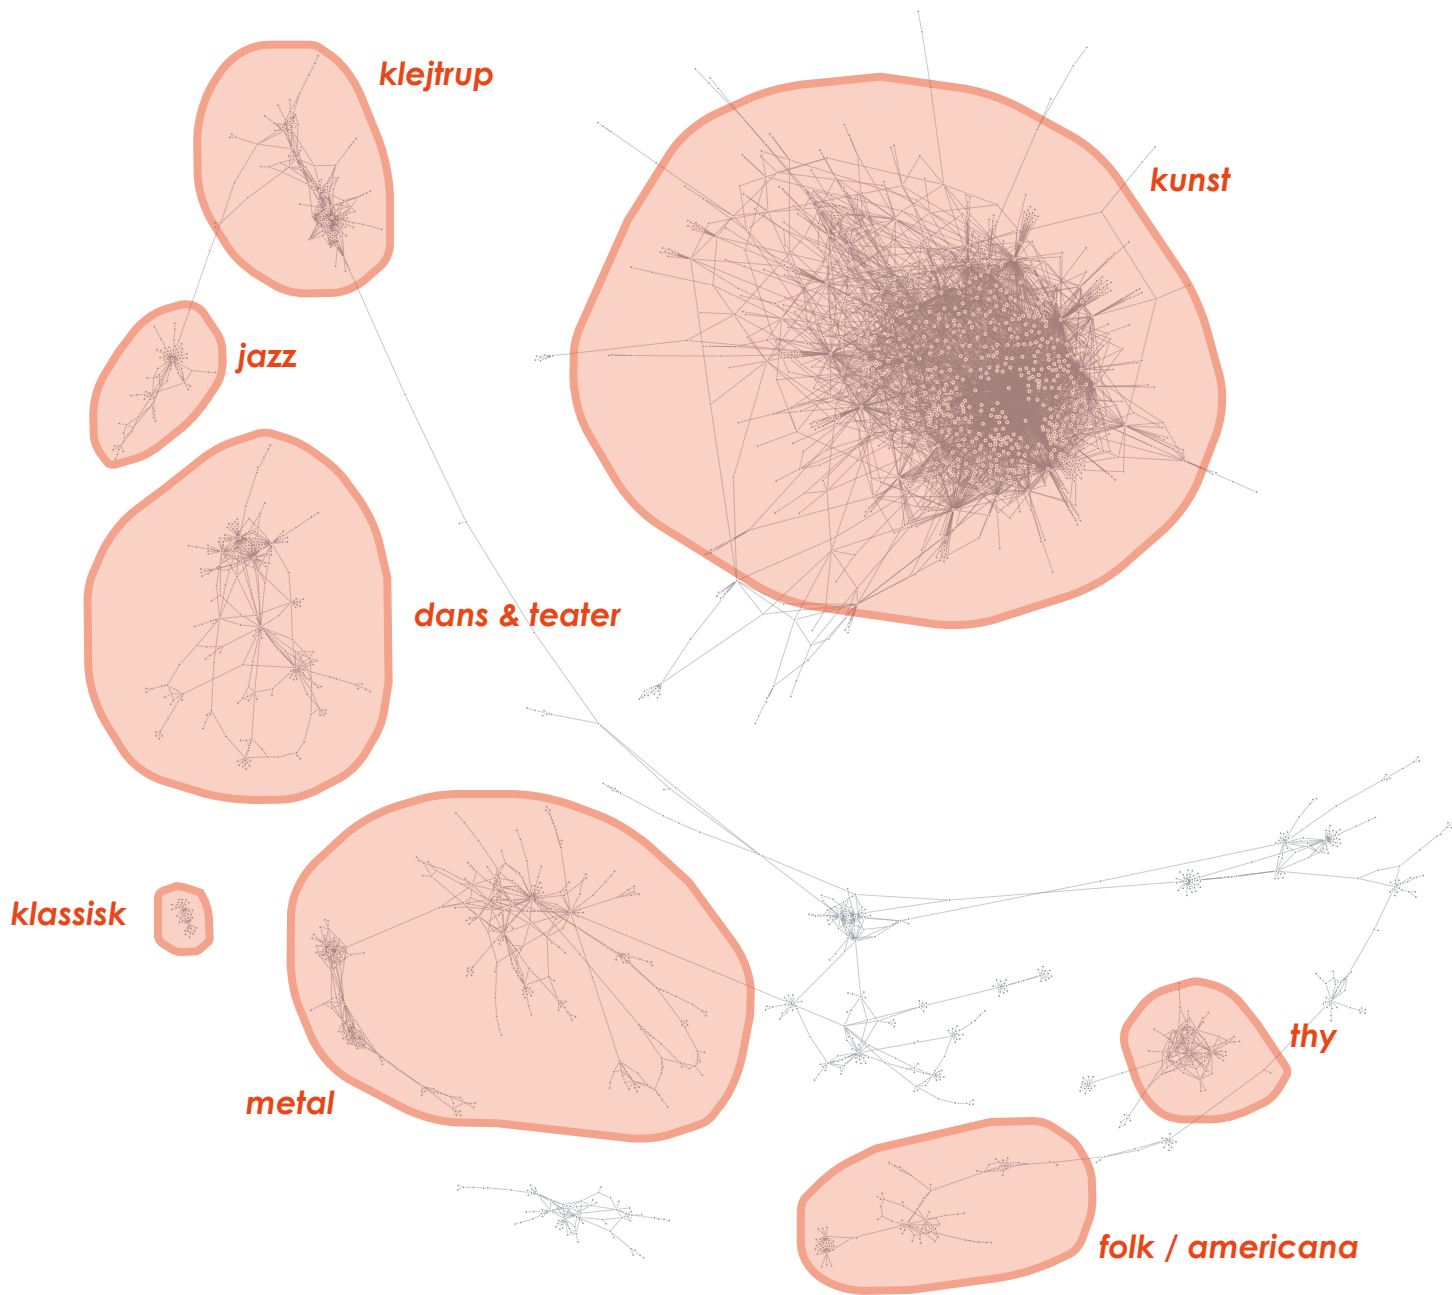 klejtrup
kunst
jazz
dans & teater
klassisk
metal
thy
folk / americana